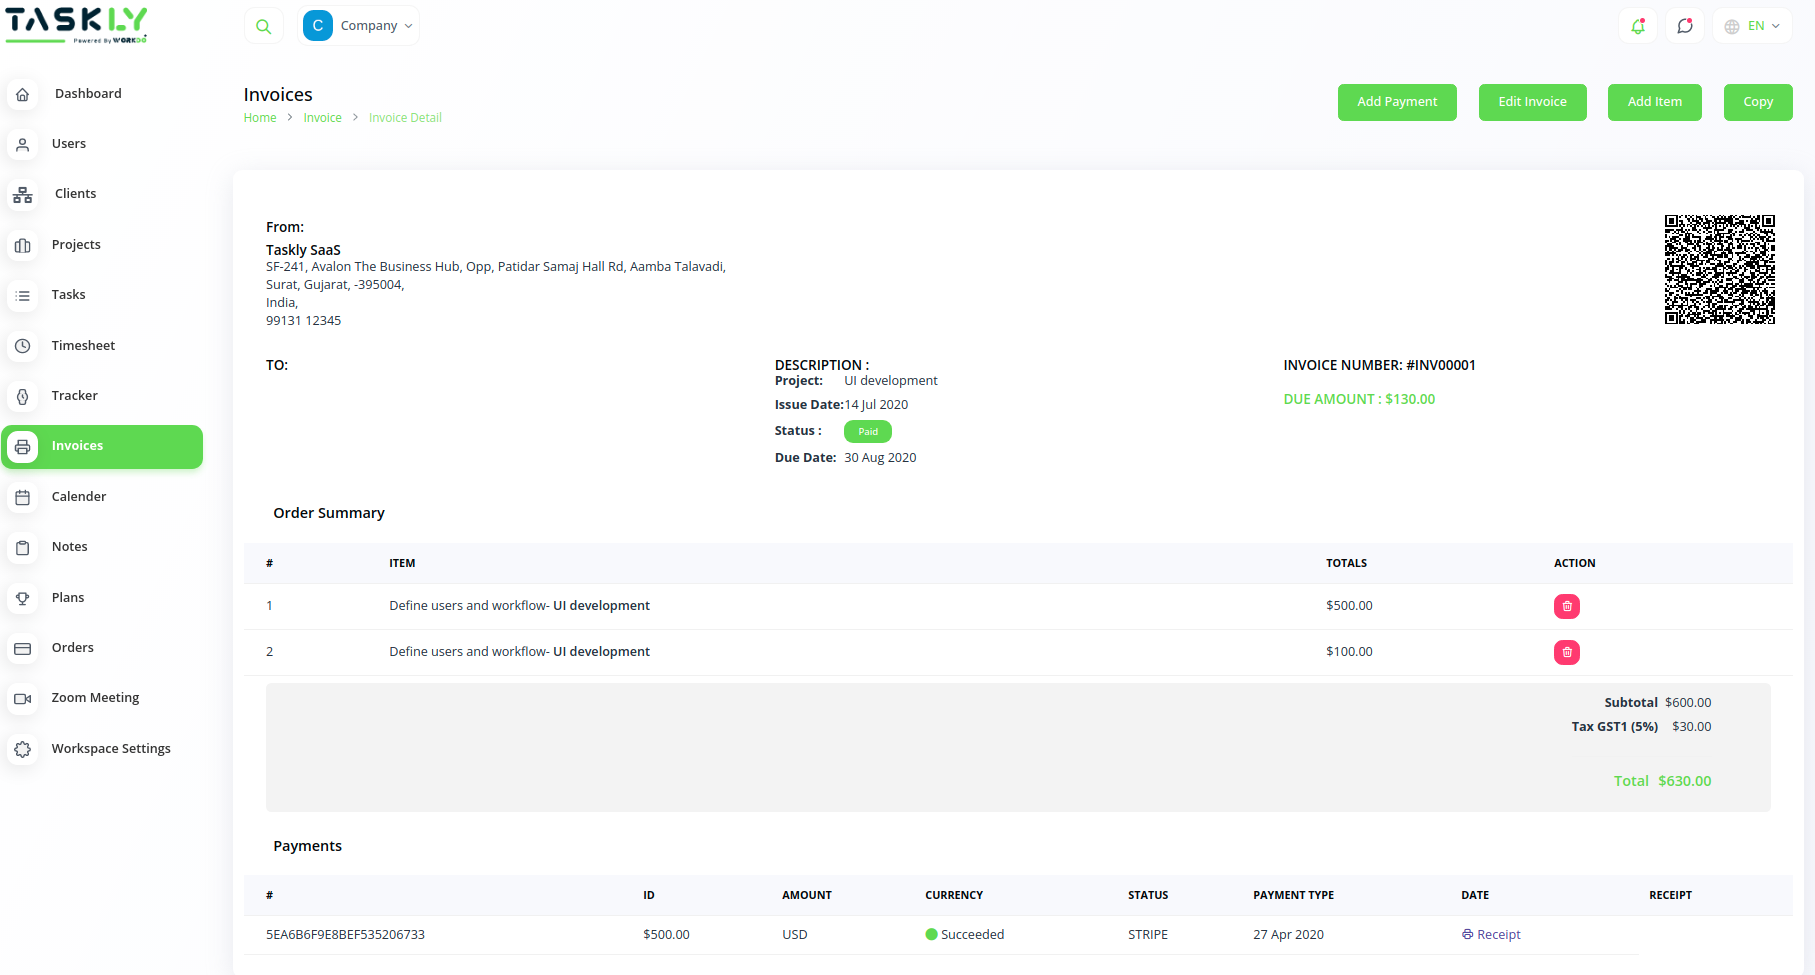 TASKLY
Powered By WORKDO
Company
EN
Dashboard
Users
Clients
Projects
Tasks
Timesheet
Tracker
Invoices
Calender
Notes
Plans
Orders
Zoom Meeting
Workspace Settings
Invoices
Home > Invoice > Invoice Detail
Add Payment Edit Invoice Add Item Copy
From:
Taskly SaaS
SF-241, Avalon The Business Hub, Opp, Patidar Samaj Hall Rd, Aamba Talavadi,
Surat, Gujarat, -395004,
India,
99131 12345
TO:
DESCRIPTION :
Project: UI development
Issue Date:14 Jul 2020
Status : Paid
Due Date: 30 Aug 2020
INVOICE NUMBER: #INV00001
DUE AMOUNT : $130.00
Order Summary
# ITEM TOTALS ACTION
1 Define users and workflow- UI development $500.00
2 Define users and workflow- UI development $100.00
Subtotal $600.00
Tax GST1 (5%) $30.00
Total $630.00
Payments
# ID AMOUNT CURRENCY STATUS PAYMENT TYPE DATE RECEIPT
5EA6B6F9E8BEF535206733 $500.00 USD Succeeded STRIPE 27 Apr 2020 Receipt